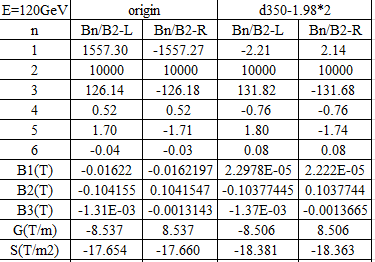 E=120GeV origin d350-1.98*2
n Bn/B2-L Bn/B2-R Bn/B2-L Bn/B2-R
1 1557.30 -1557.27 -2.21 2.14
2 10000 10000 10000 10000
3 126.14 -126.18 131.82 -131.68
4 0.52 0.52 -0.76 -0.76
5 1.70 -1.71 1.80 -1.74
6 -0.04 -0.03 0.08 0.08
B1(T) -0.01622 -0.0162197 2.2978E-05 2.222E-05
B2(T) -0.104155 0.1041547 -0.10377445 0.1037744
B3(T) -1.31E-03 -0.0013143 -1.37E-03 -0.0013665
G(T/m) -8.537 8.537 -8.506 8.506
S(T/m2) -17.654 -17.660 -18.381 -18.363